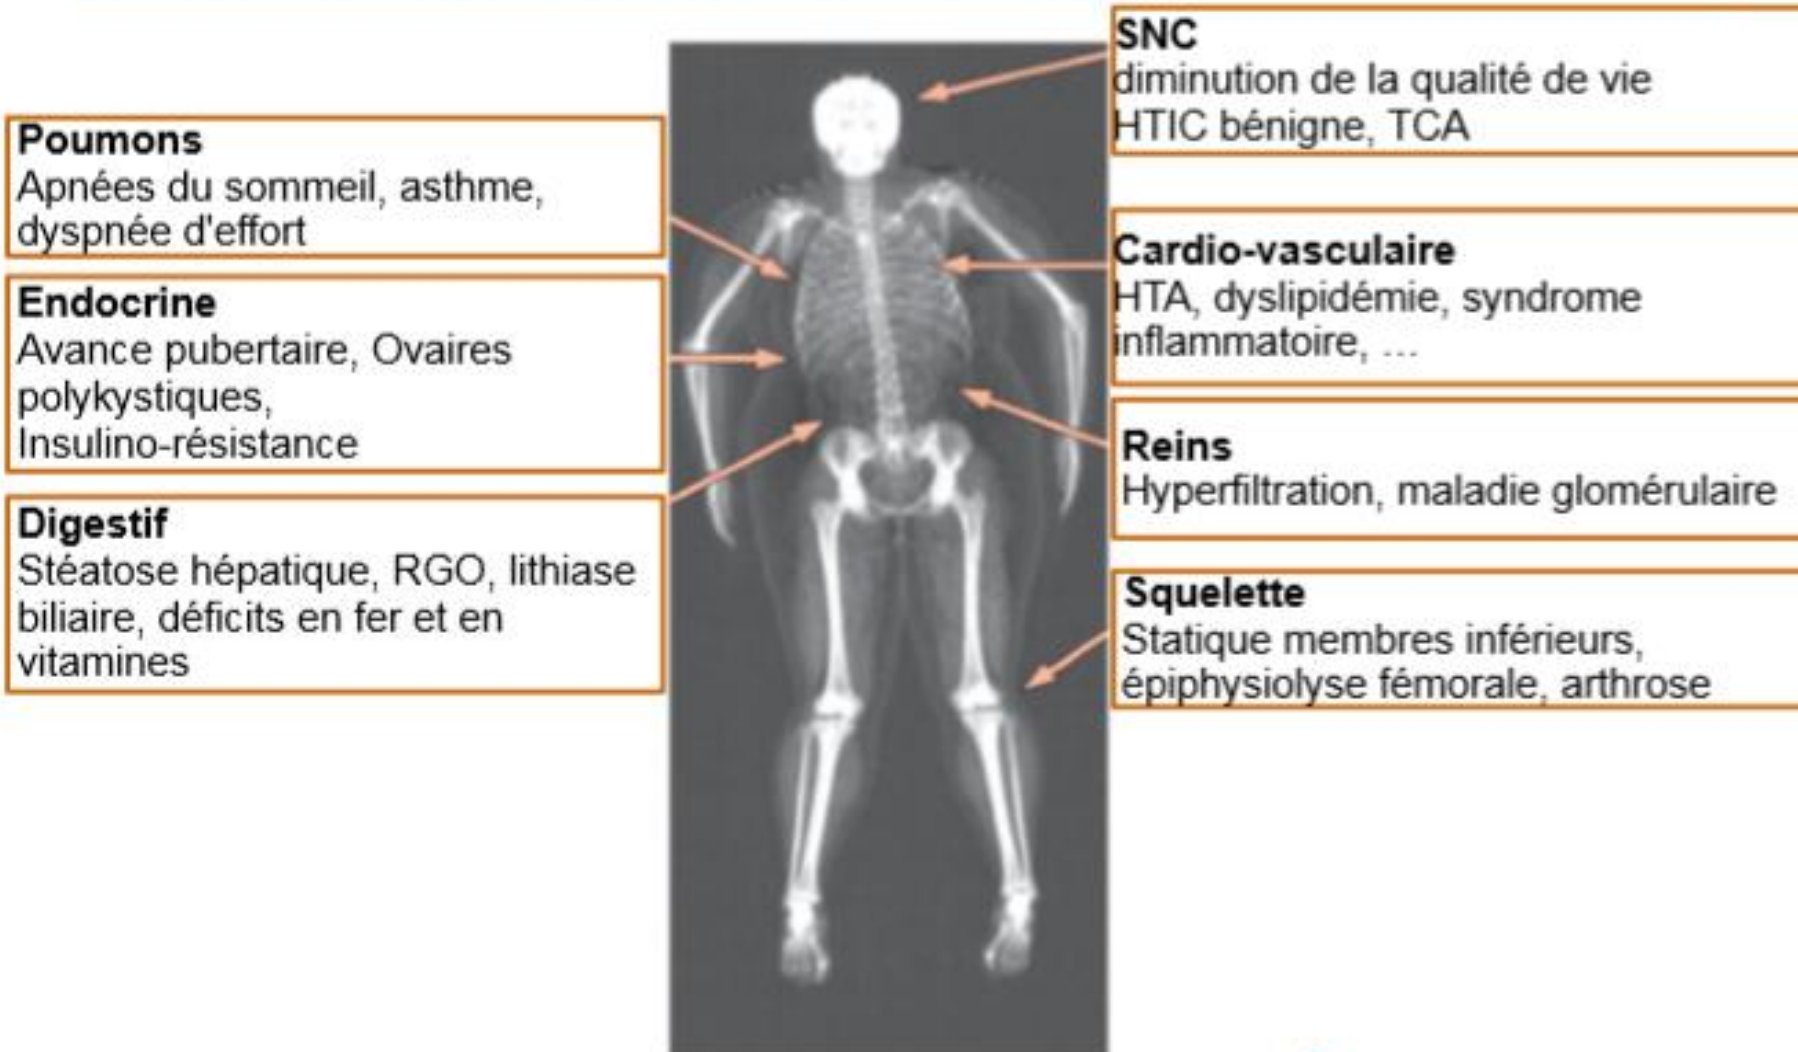 Poumons
Apnées du sommeil, asthme,
dyspnée d'effort
Endocrine
Avance pubertaire, Ovaires
polykystiques,
Insulino-résistance
Digestif
Stéatose hépatique, RGO, lithiase
biliaire, déficits en fer et en
vitamines
SNC
diminution de la qualité de vie
HTIC bénigne, TCA
Cardio-vasculaire
HTA, dyslipidémie, syndrome
inflammatoire, ...
Reins
Hyperfiltration, maladie glomérulaire
Squelette
Statique membres inférieurs,
épiphysiolyse fémorale, arthrose